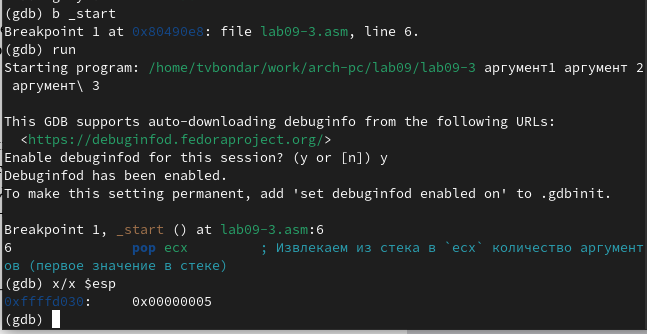 (gdb) b _start
Breakpoint 1 at 0x80490e8: file lab09-3.asm, line 6.
(gdb) run
Starting program: /home/tvbondar/work/arch-pc/lab09/lab09-3 аргумент1 аргумент 2
 аргумент\ 3

This GDB supports auto-downloading debuginfo from the following URLs:
  <https://debuginfod.fedoraproject.org/>
Enable debuginfod for this session? (y or [n]) y
Debuginfod has been enabled.
To make this setting permanent, add 'set debuginfod enabled on' to .gdbinit.

Breakpoint 1, _start () at lab09-3.asm:6
6               pop ecx         ; Извлекаем из стека в `ecx` количество аргумент
ов (первое значение в стеке)
(gdb) x/x $esp
0xffffd030:     0x00000005
(gdb)